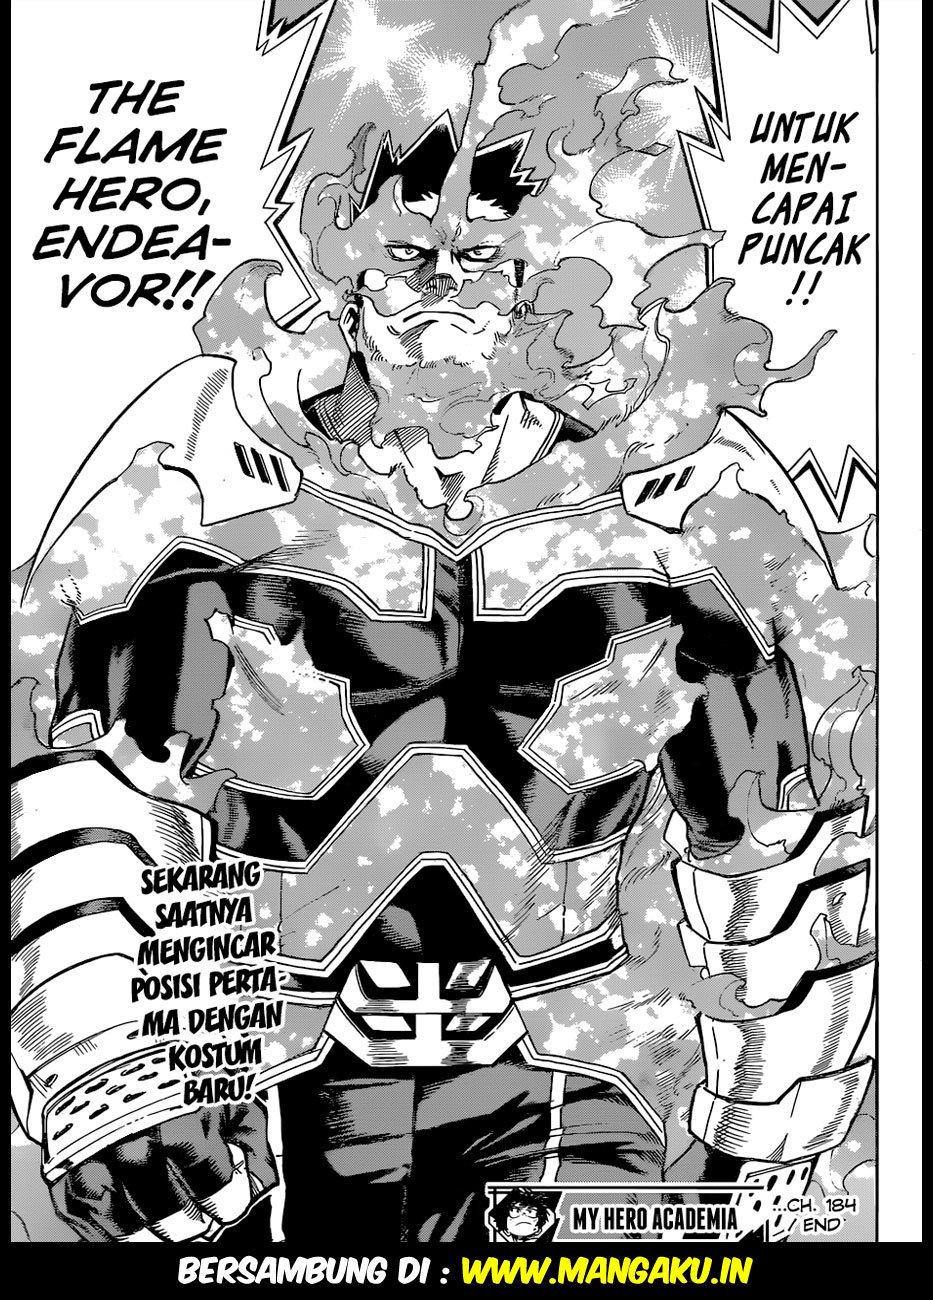 UNTUK
MEN-
CAPAI
PUNCAK
!!
THE
FLAME
HERO,
ENDEA-
VOR!!
SEKARANG
SAATNYA
MENGINCAR
POSISI PERTA-
MA DENGAN
KOSTUM
BARU!
MY HERO ACADEMIA
...CH. 184
/ END
BERSAMBUNG DI : WWW.MANGAKU.IN